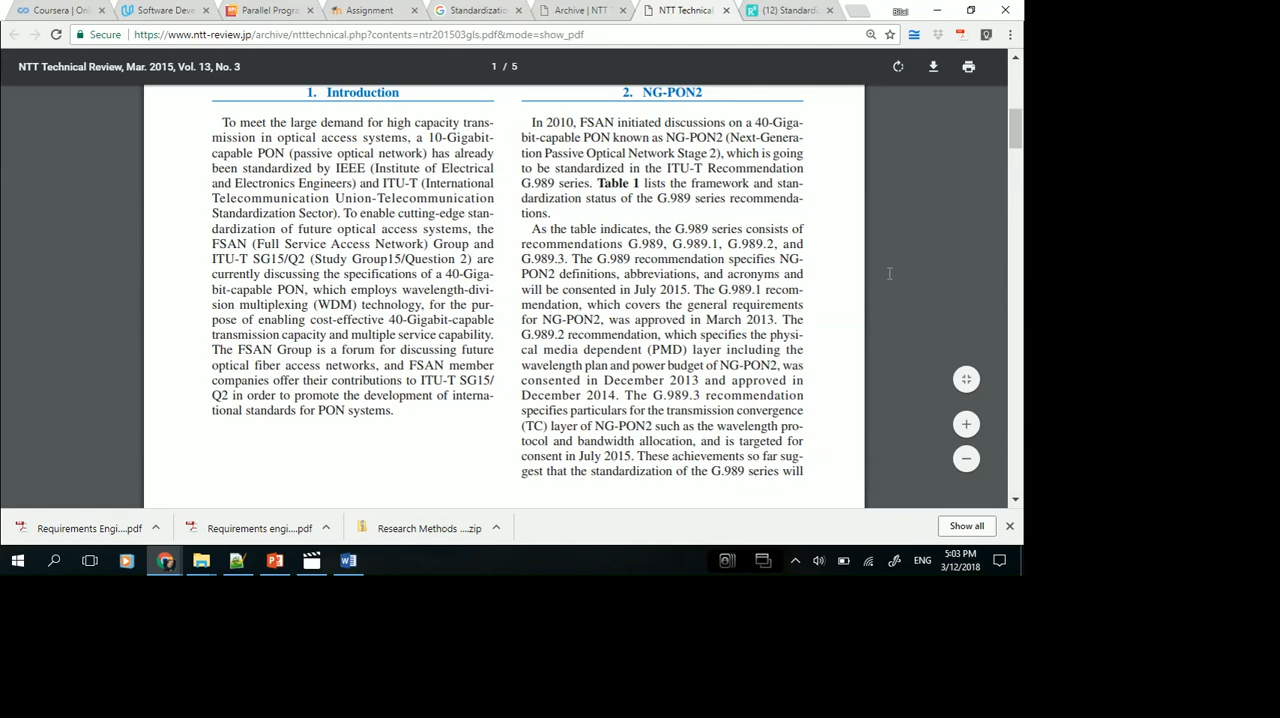 Coursera | Onl
Software Deve
Parallel Progra
Assignment
Standardizatio
Archive | NTT
NTT Technical
(12) Standardi
Bilal
Secure
https://www.ntt-review.jp/archive/ntttechnical.php?contents=ntr201503gls.pdf&mode=show_pdf
NTT Technical Review, Mar. 2015, Vol. 13, No. 3
1 / 5
1. Introduction
To meet the large demand for high capacity trans-
mission in optical access systems, a 10-Gigabit-
capable PON (passive optical network) has already
been standardized by IEEE (Institute of Electrical
and Electronics Engineers) and ITU-T (International
Telecommunication Union-Telecommunication
Standardization Sector). To enable cutting-edge stan-
dardization of future optical access systems, the
FSAN (Full Service Access Network) Group and
ITU-T SG15/Q2 (Study Group15/Question 2) are
currently discussing the specifications of a 40-Giga-
bit-capable PON, which employs wavelength-divi-
sion multiplexing (WDM) technology, for the pur-
pose of enabling cost-effective 40-Gigabit-capable
transmission capacity and multiple service capability.
The FSAN Group is a forum for discussing future
optical fiber access networks, and FSAN member
companies offer their contributions to ITU-T SG15/
Q2 in order to promote the development of interna-
tional standards for PON systems.
2. NG-PON2
In 2010, FSAN initiated discussions on a 40-Giga-
bit-capable PON known as NG-PON2 (Next-Genera-
tion Passive Optical Network Stage 2), which is going
to be standardized in the ITU-T Recommendation
G.989 series. Table 1 lists the framework and stan-
dardization status of the G.989 series recommenda-
tions.
As the table indicates, the G.989 series consists of
recommendations G.989, G.989.1, G.989.2, and
G.989.3. The G.989 recommendation specifies NG-
PON2 definitions, abbreviations, and acronyms and
will be consented in July 2015. The G.989.1 recom-
mendation, which covers the general requirements
for NG-PON2, was approved in March 2013. The
G.989.2 recommendation, which specifies the physi-
cal media dependent (PMD) layer including the
wavelength plan and power budget of NG-PON2, was
consented in December 2013 and approved in
December 2014. The G.989.3 recommendation
specifies particulars for the transmission convergence
(TC) layer of NG-PON2 such as the wavelength pro-
tocol and bandwidth allocation, and is targeted for
consent in July 2015. These achievements so far sug-
gest that the standardization of the G.989 series will
Requirements Engi....pdf
Requirements engi....pdf
Research Methods ....zip
Show all
ENG
5:03 PM
3/12/2018